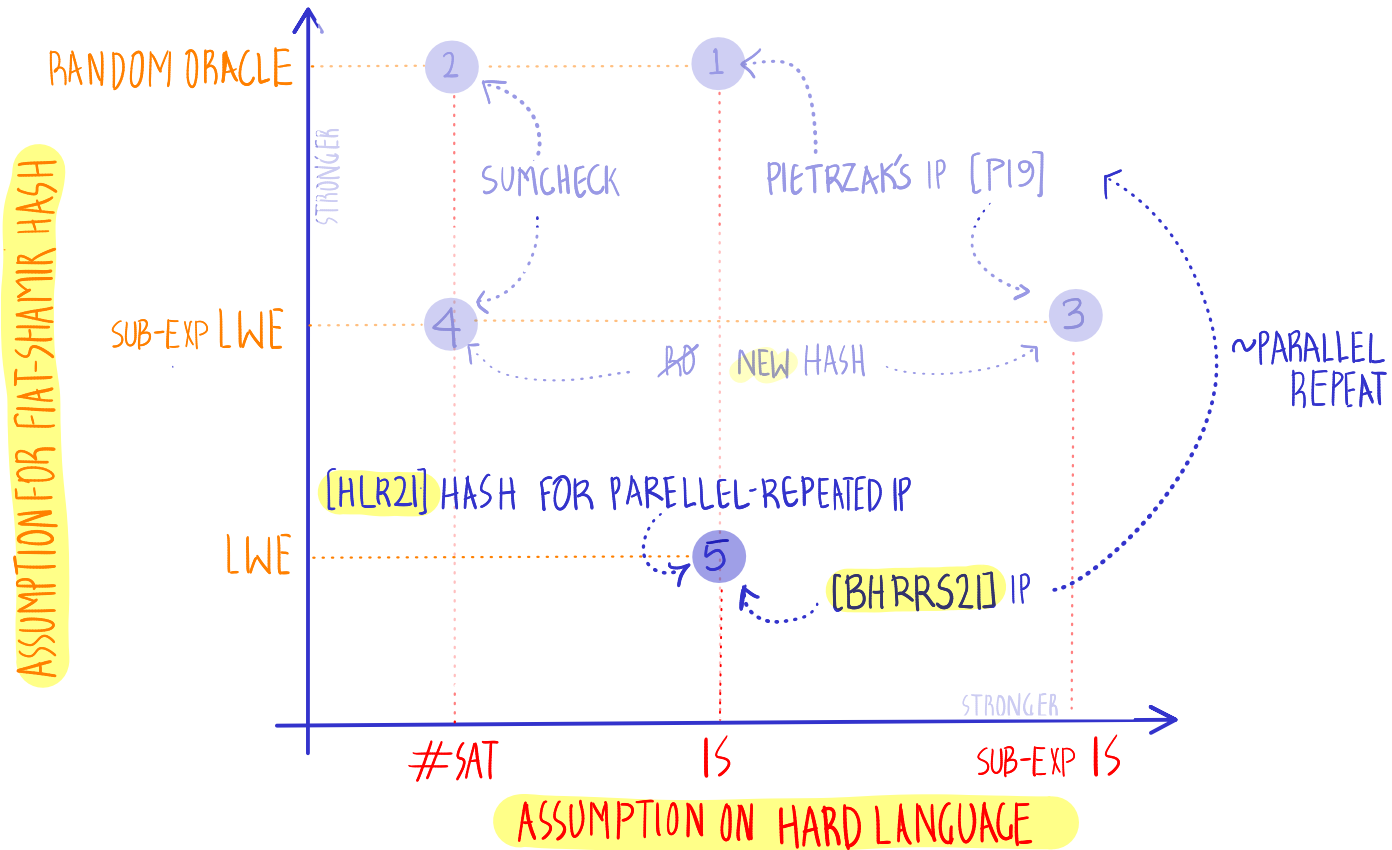 RANDOM ORACLE
2
1
STRONGER
SUMCHECK
PIETRZAK'S IP [P19]
ASSUMPTION FOR FIAT-SHAMIR HASH
SUB-EXP LWE
4
3
RO NEW HASH
~PARALLEL
REPEAT
[HLR21] HASH FOR PARELLEL-REPEATED IP
LWE
5
[BHRRS21] IP
STRONGER
#SAT
IS
SUB-EXP IS
ASSUMPTION ON HARD LANGUAGE